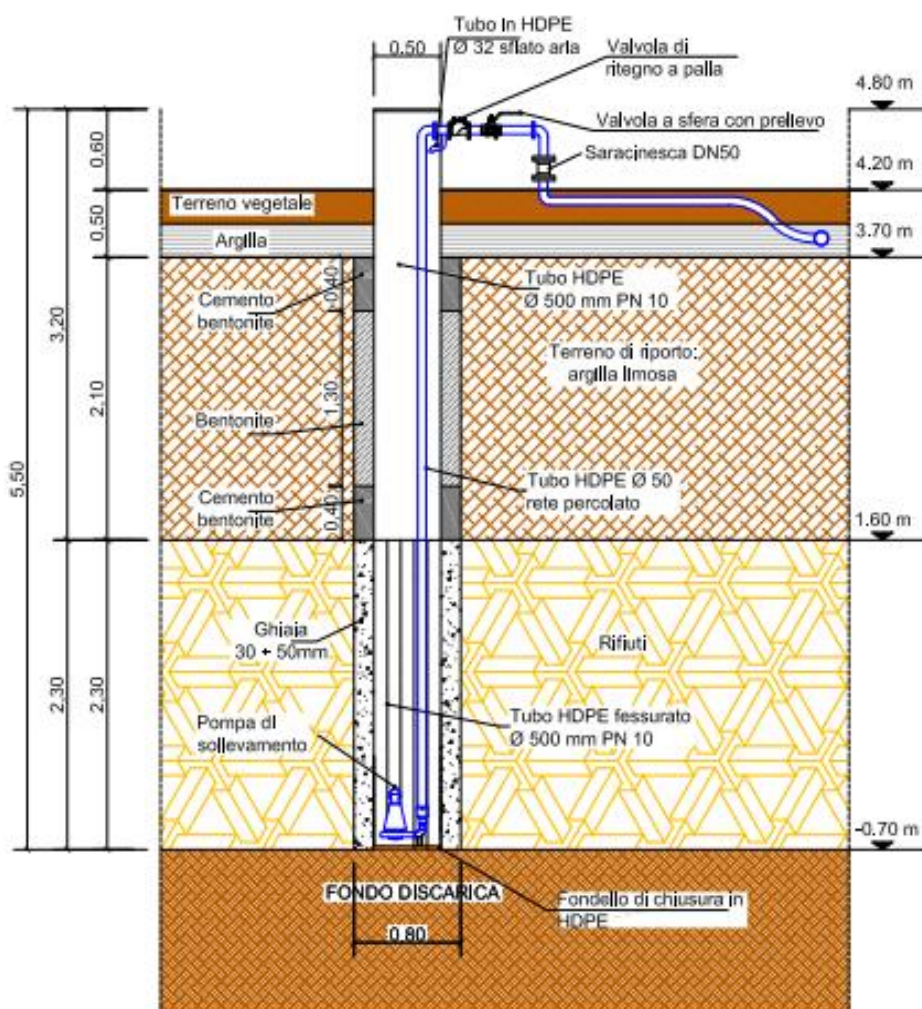 Tubo In HDPE
Ø 32 sfiato aria
0.50
Valvola di
ritegno a palla
4.80 m
Valvola a sfera con prelievo
0.60
Saracinesca DN50
4.20 m
Terreno vegetale
0.50
Argilla
3.70 m
Cemento
bentonite
0.40
Tubo HDPE
Ø 500 mm PN 10
Terreno di riporto:
argilla limosa
3,20
2.10
1.30
Bentonite
5,50
Tubo HDPE Ø 50
rete percolato
Cemento
bentonite
0.40
1.60 m
Ghiaia
30 ÷ 50mm
Rifiuti
2.30
2.30
Pompa di
sollevamento
Tubo HDPE fessurato
Ø 500 mm PN 10
-0.70 m
FONDO DISCARICA
Fondello di chiusura in
HDPE
0.80